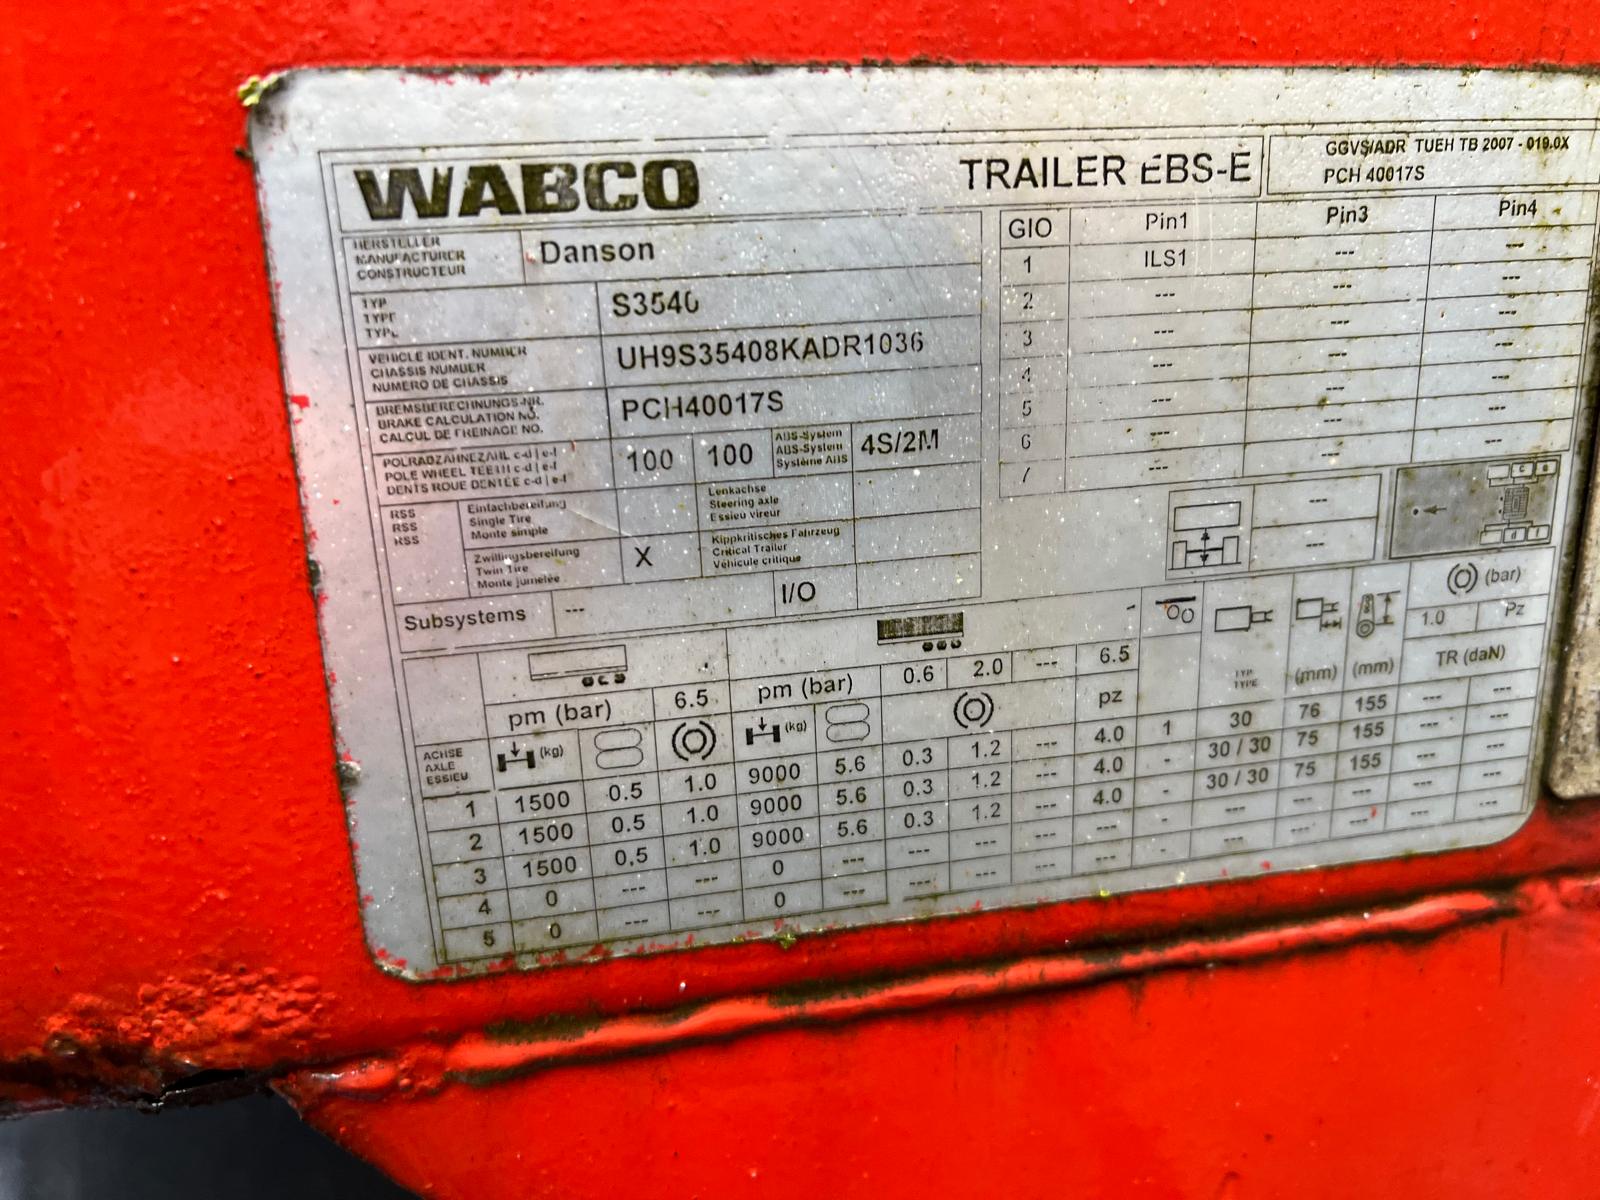 WABCO
TRAILER EBS-E
GGVS/ADR TUEH TB 2007 - 019.0X
PCH 40017S
HERSTELLER
MANUFACTURER
CONSTRUCTEUR
Danson
TYP
TYPE
TYPE
S3540
VEHICLE IDENT. NUMBER
CHASSIS NUMBER
NUMERO DE CHASSIS
UH9S35408KADR1036
BREMSBERECHNUNGS-NR.
BRAKE CALCULATION NO.
CALCUL DE FREINAGE NO.
PCH40017S
POLRADZAHNEZAHL c-d | e-f
POLE WHEEL TEETH c-d | e-f
DENTS ROUE DENTÉE c-d | e-f
100 100
ABS-System
ABS-System
Système ABS
4S/2M
RSS
RSS
RSS
Einfachbereifung
Single Tire
Monte simple
Lenkachse
Steering axle
Essieu vireur
Zwillingsbereifung
Twin Tire
Monte jumelée
X
Kippkritisches Fahrzeug
Critical Trailer
Véhicule critique
Subsystems --- I/O
GIO Pin1 Pin3 Pin4
1 ILS1 --- ---
2 --- --- ---
3 --- --- ---
4 --- --- ---
5 --- --- ---
6 --- --- ---
7 --- --- ---
---
---
(bar)
1.0 Pz
TR (daN)
pm (bar) 6.5 pm (bar) 0.6 2.0 --- 6.5
ACHSE
AXLE
ESSIEU
(kg) (kg) pz TYP
TYPE
(mm) (mm)
1 1500 0.5 1.0 9000 5.6 0.3 1.2 --- 4.0 1 30 76 155 --- ---
2 1500 0.5 1.0 9000 5.6 0.3 1.2 --- 4.0 - 30 / 30 75 155 --- ---
3 1500 0.5 1.0 9000 5.6 0.3 1.2 --- 4.0 - 30 / 30 75 155 --- ---
4 0 --- --- 0 --- --- --- --- --- - --- --- --- --- ---
5 0 --- --- 0 --- --- --- --- --- - --- --- --- --- ---